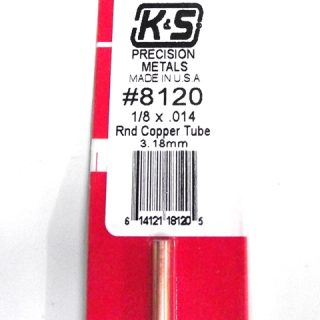 K&S
PRECISION
METALS
MADE IN U.S.A
#8120
1/8 x .014
Rnd Copper Tube
3.18mm
6 14121 18120 5